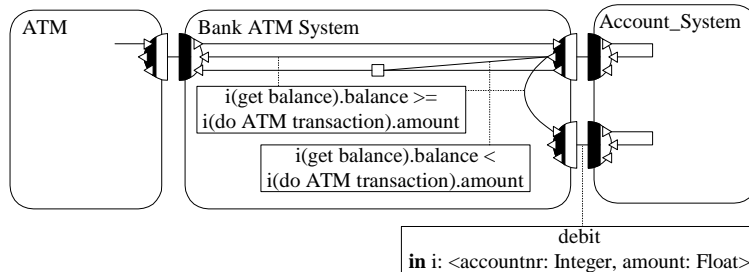 ATM
Bank ATM System
Account_System
i(get balance).balance >=
i(do ATM transaction).amount
i(get balance).balance <
i(do ATM transaction).amount
debit
in i: <accountnr: Integer, amount: Float>